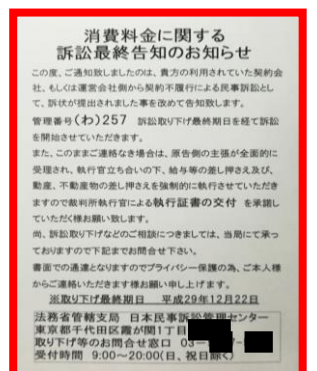 消費料金に関する
訴訟最終告知のお知らせ
この度、ご通知致しましたのは、貴方の利用されていた契約会
社、もしくは運営会社側から契約不履行による民事訴訟とし
て、訴状が提出されました事を改めて告知致します。
管理番号(わ)257 訴訟取り下げ最終期日を経て訴訟
を開始させていただきます。
また、このままご連絡なき場合は、原告側の主張が全面的に
受理され、執行官立ち合いの下、給与等の差し押さえ及び、
動産、不動産物の差し押さえを強制的に執行させていただき
ますので裁判所執行官による執行証書の交付 を承諾し
ていただく様お願い致します。
尚、訴訟取り下げなどのご相談につきましては、当局にて承っ
ておりますので下記までお問合せ下さい。
書面での通達となりますのでプライバシー保護の為、ご本人様
からご連絡いただきます様お願い申し上げます。
※取り下げ最終期日 平成29年12月22日
法務省管轄支局 日本民事訴訟管理センター
東京都千代田区霞が関1丁目
取り下げ等のお問合せ窓口 03-
受付時間 9:00~20:00(日、祝日除く)